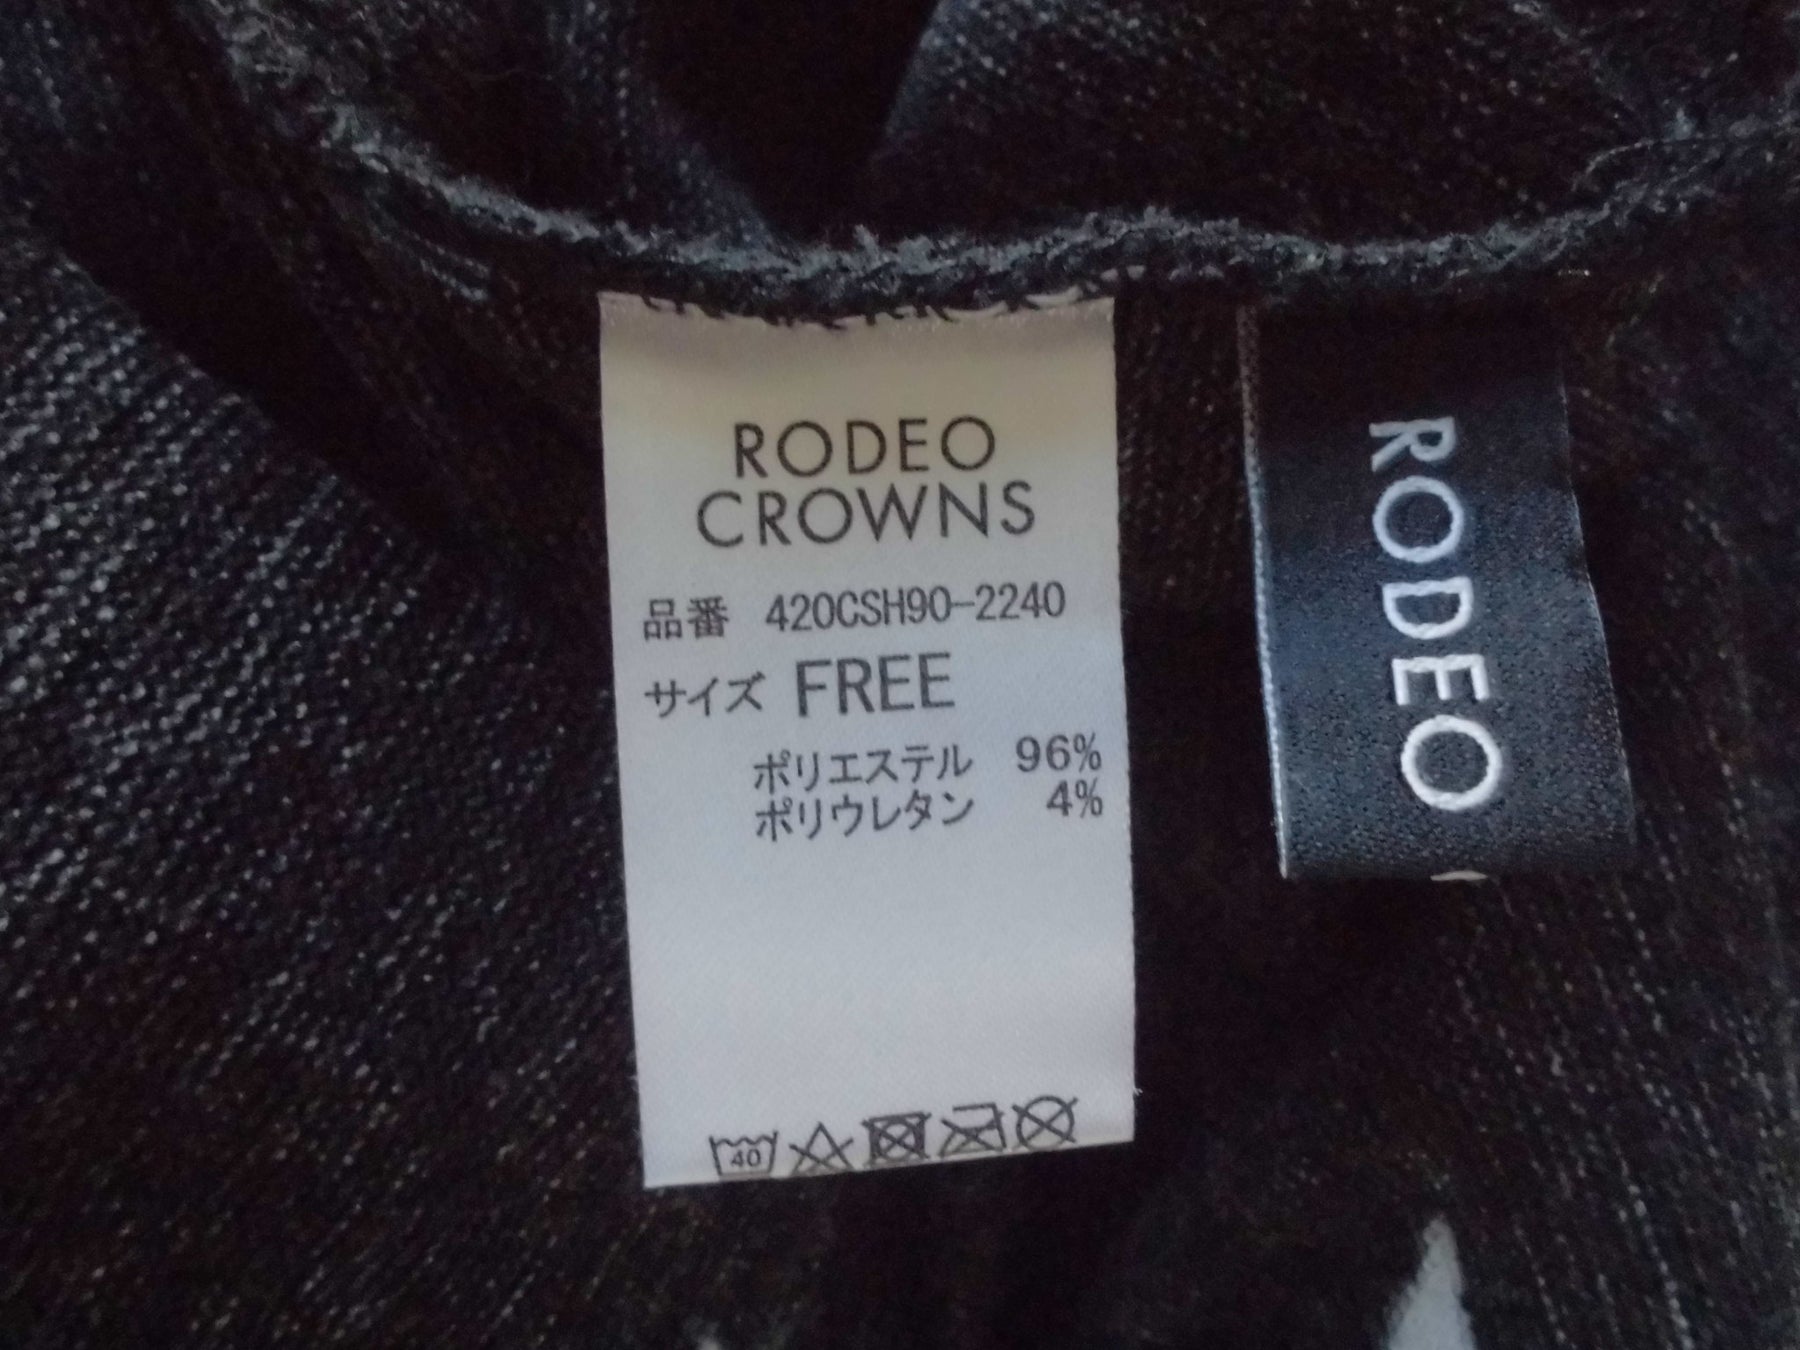 RODEO
CROWNS
品番 420CSH90-2240
サイズ FREE
ポリエステル 96%
ポリウレタン 4%
40
RODEO